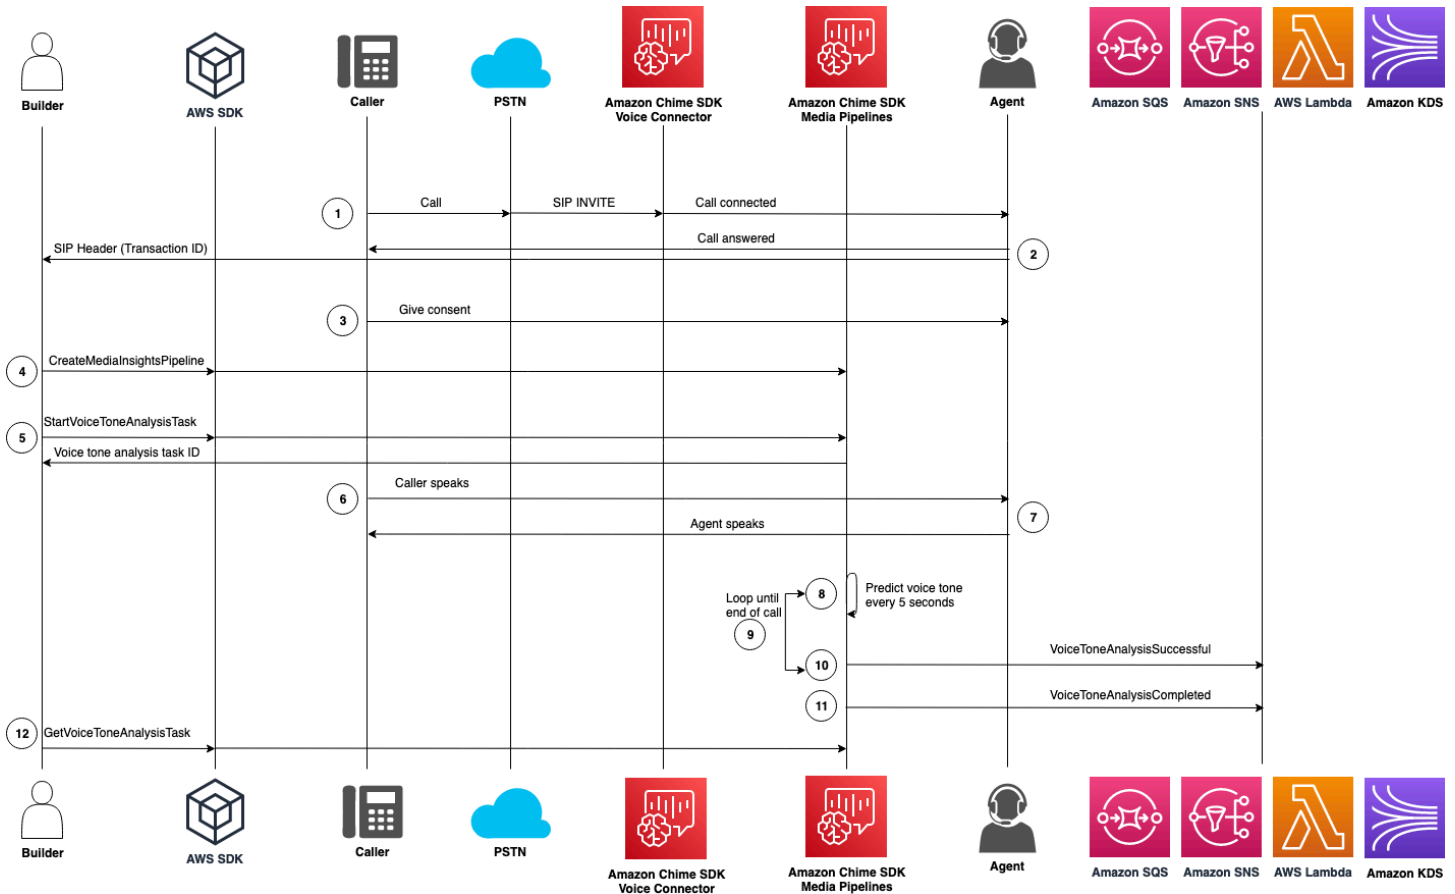 Builder
AWS SDK
Caller
PSTN
Amazon Chime SDK
Voice Connector
Amazon Chime SDK
Media Pipelines
Agent
Amazon SQS
Amazon SNS
AWS Lambda
Amazon KDS
1
Call
SIP INVITE
Call connected
Call answered
2
SIP Header (Transaction ID)
3
Give consent
4
CreateMediaInsightsPipeline
5
StartVoiceToneAnalysisTask
Voice tone analysis task ID
6
Caller speaks
7
Agent speaks
8
Predict voice tone
every 5 seconds
Loop until
end of call
9
10
VoiceToneAnalysisSuccessful
11
VoiceToneAnalysisCompleted
12
GetVoiceToneAnalysisTask
Builder
AWS SDK
Caller
PSTN
Amazon Chime SDK
Voice Connector
Amazon Chime SDK
Media Pipelines
Agent
Amazon SQS
Amazon SNS
AWS Lambda
Amazon KDS